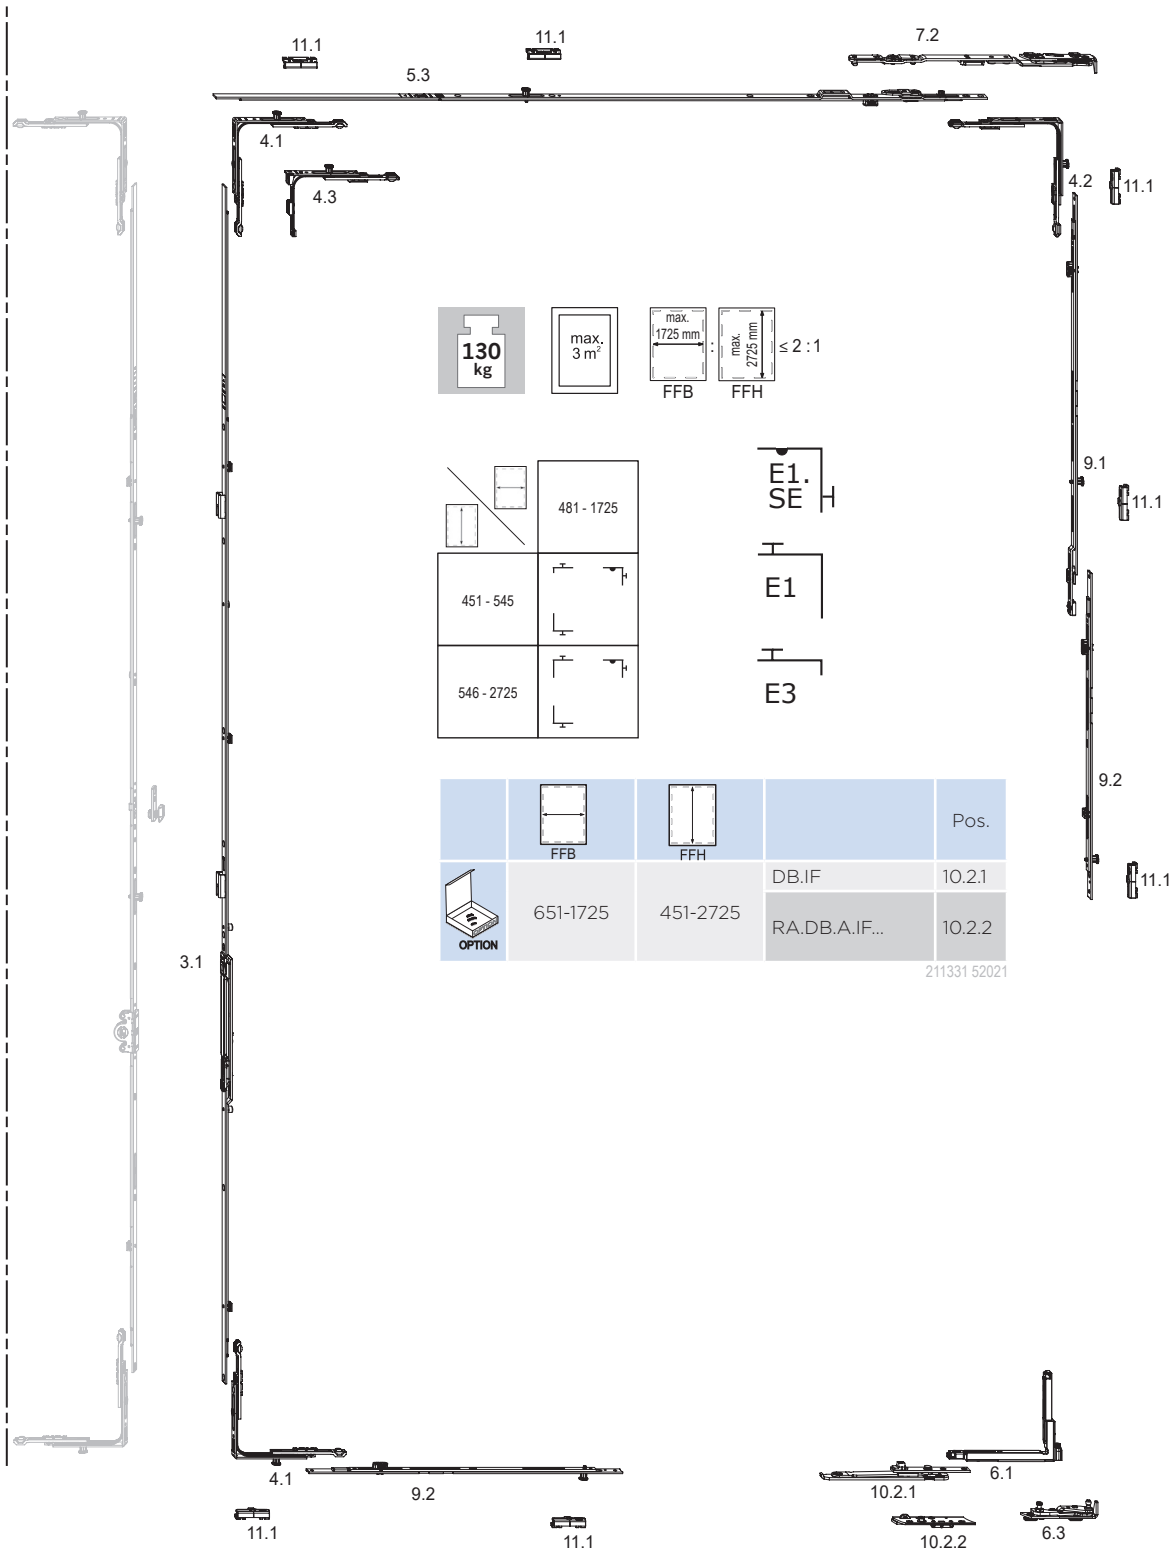 11.1
11.1
7.2
5.3
4.1
4.3
4.2
11.1
130
kg
max.
3 m²
max.
1725 mm
:
max.
2725 mm
≤ 2 :1
FFB
FFH
481 - 1725
451 - 545
546 - 2725
E1.
SE
E1
E3
9.1
11.1
9.2
11.1
FFB
FFH
Pos.
OPTION
651-1725
451-2725
DB.IF
10.2.1
RA.DB.A.IF...
10.2.2
211331 52021
3.1
4.1
9.2
6.1
10.2.1
11.1
11.1
10.2.2
6.3